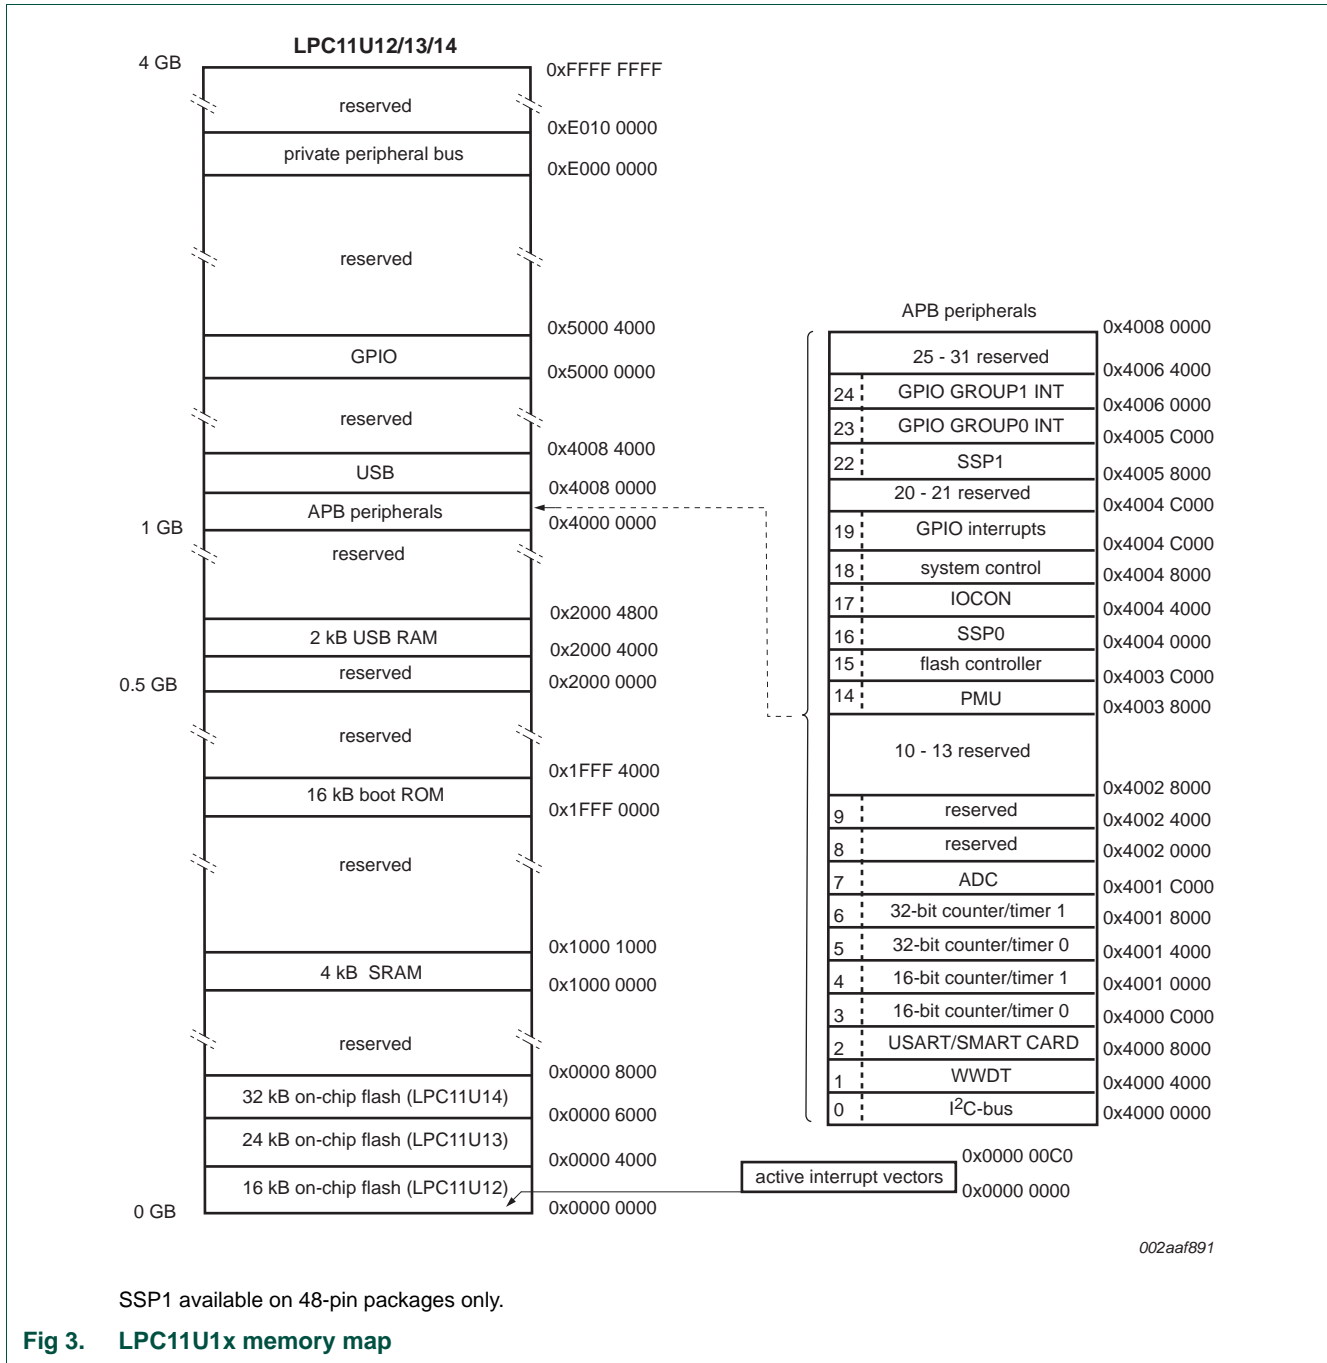 LPC11U12/13/14
4 GB
0xFFFF FFFF
reserved
0xE010 0000
private peripheral bus
0xE000 0000
reserved
0x5000 4000
GPIO
0x5000 0000
reserved
0x4008 4000
USB
0x4008 0000
APB peripherals
1 GB
0x4000 0000
reserved
0x2000 4800
2 kB USB RAM
0x2000 4000
reserved
0.5 GB
0x2000 0000
reserved
0x1FFF 4000
16 kB boot ROM
0x1FFF 0000
reserved
0x1000 1000
4 kB SRAM
0x1000 0000
reserved
0x0000 8000
32 kB on-chip flash (LPC11U14)
0x0000 6000
24 kB on-chip flash (LPC11U13)
0x0000 4000
16 kB on-chip flash (LPC11U12)
0 GB
0x0000 0000
APB peripherals
0x4008 0000
25 - 31 reserved
0x4006 4000
24 GPIO GROUP1 INT
0x4006 0000
23 GPIO GROUP0 INT
0x4005 C000
22 SSP1
0x4005 8000
20 - 21 reserved
0x4004 C000
19 GPIO interrupts
0x4004 C000
18 system control
0x4004 8000
17 IOCON
0x4004 4000
16 SSP0
0x4004 0000
15 flash controller
0x4003 C000
14 PMU
0x4003 8000
10 - 13 reserved
0x4002 8000
9 reserved
0x4002 4000
8 reserved
0x4002 0000
7 ADC
0x4001 C000
6 32-bit counter/timer 1
0x4001 8000
5 32-bit counter/timer 0
0x4001 4000
4 16-bit counter/timer 1
0x4001 0000
3 16-bit counter/timer 0
0x4000 C000
2 USART/SMART CARD
0x4000 8000
1 WWDT
0x4000 4000
0 I2C-bus
0x4000 0000
0x0000 00C0
active interrupt vectors
0x0000 0000
002aaf891
SSP1 available on 48-pin packages only.
Fig 3. LPC11U1x memory map